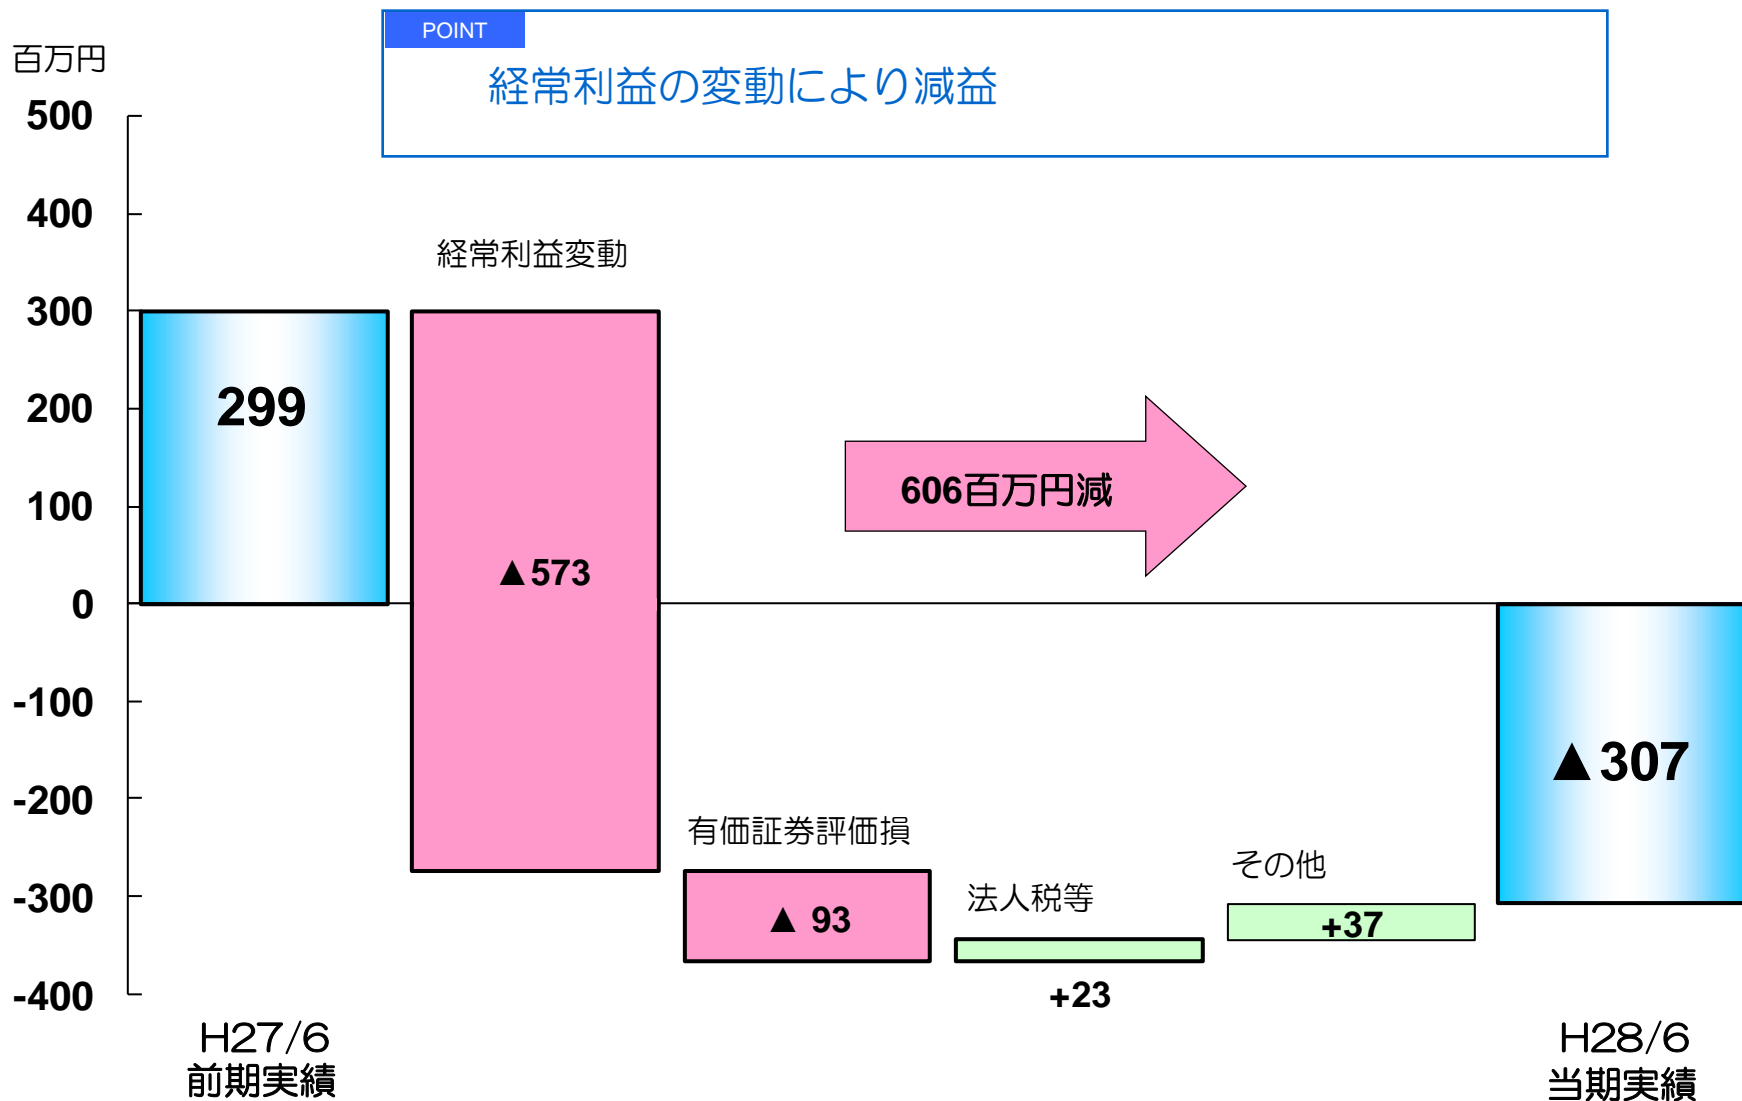 POINT
経常利益の変動により減益
百万円
500
400
300
200
100
0
-100
-200
-300
-400
経常利益変動
299
▲573
606百万円減
有価証券評価損
▲ 93
法人税等
+23
その他
+37
▲307
H27/6
前期実績
H28/6
当期実績